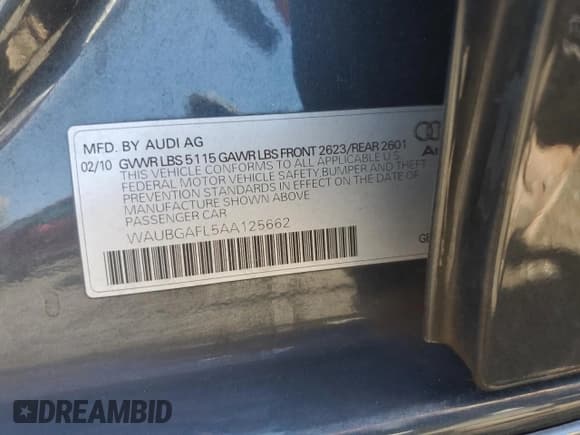 MFD. BY AUDI AG
02/10 GVWR LBS 5115 GAWR LBS FRONT 2623/REAR 2601
THIS VEHICLE CONFORMS TO ALL APPLICABLE U.S.
FEDERAL MOTOR VEHICLE SAFETY,BUMPER AND THEFT
PREVENTION STANDARDS IN EFFECT ON THE DATE OF
MANUFACTURE SHOWN ABOVE
PASSENGER CAR
WAUBGAFL5AA125662
DREAMBID